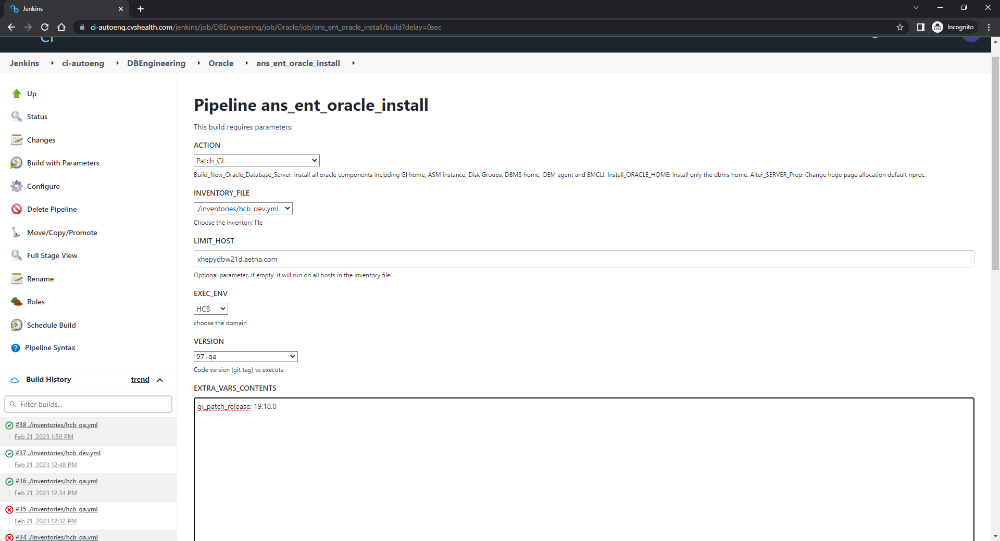 Jenkins
ci-autoeng.cvshealth.com/jenkins/job/DBEngineering/job/Oracle/job/ans_ent_oracle_install/build?delay=0sec
Incognito
Jenkins ci-autoeng DBEngineering Oracle ans_ent_oracle_install
Up
Status
Changes
Build with Parameters
Configure
Delete Pipeline
Move/Copy/Promote
Full Stage View
Rename
Roles
Schedule Build
Pipeline Syntax
Build History trend
Filter builds...
#38 ./inventories/hcb_qa.yml
Feb 21, 2023 1:50 PM
#37 ./inventories/hcb_dev.yml
Feb 21, 2023 12:48 PM
#36 ./inventories/hcb_qa.yml
Feb 21, 2023 12:34 PM
#35 ./inventories/hcb_qa.yml
Feb 21, 2023 12:32 PM
#34 ./inventories/hcb_qa.yml
Pipeline ans_ent_oracle_install
This build requires parameters:
ACTION
Patch_GI
Build_New_Oracle_Database_Server: install all oracle components including GI home, ASM instance, Disk Groups, DBMS home, OEM agent and EMCLI. Install_ORACLE_HOME: Install only the dbms home. Alter_SERVER_Prep: Change huge page allocation default nproc.
INVENTORY_FILE
./inventories/hcb_dev.yml
Choose the inventory file
LIMIT_HOST
xhepydbw21d.aetna.com
Optional parameter. If empty, it will run on all hosts in the inventory file.
EXEC_ENV
HCB
choose the domain
VERSION
97-qa
Code version (git tag) to execute
EXTRA_VARS_CONTENTS
gi_patch_release: 19.18.0